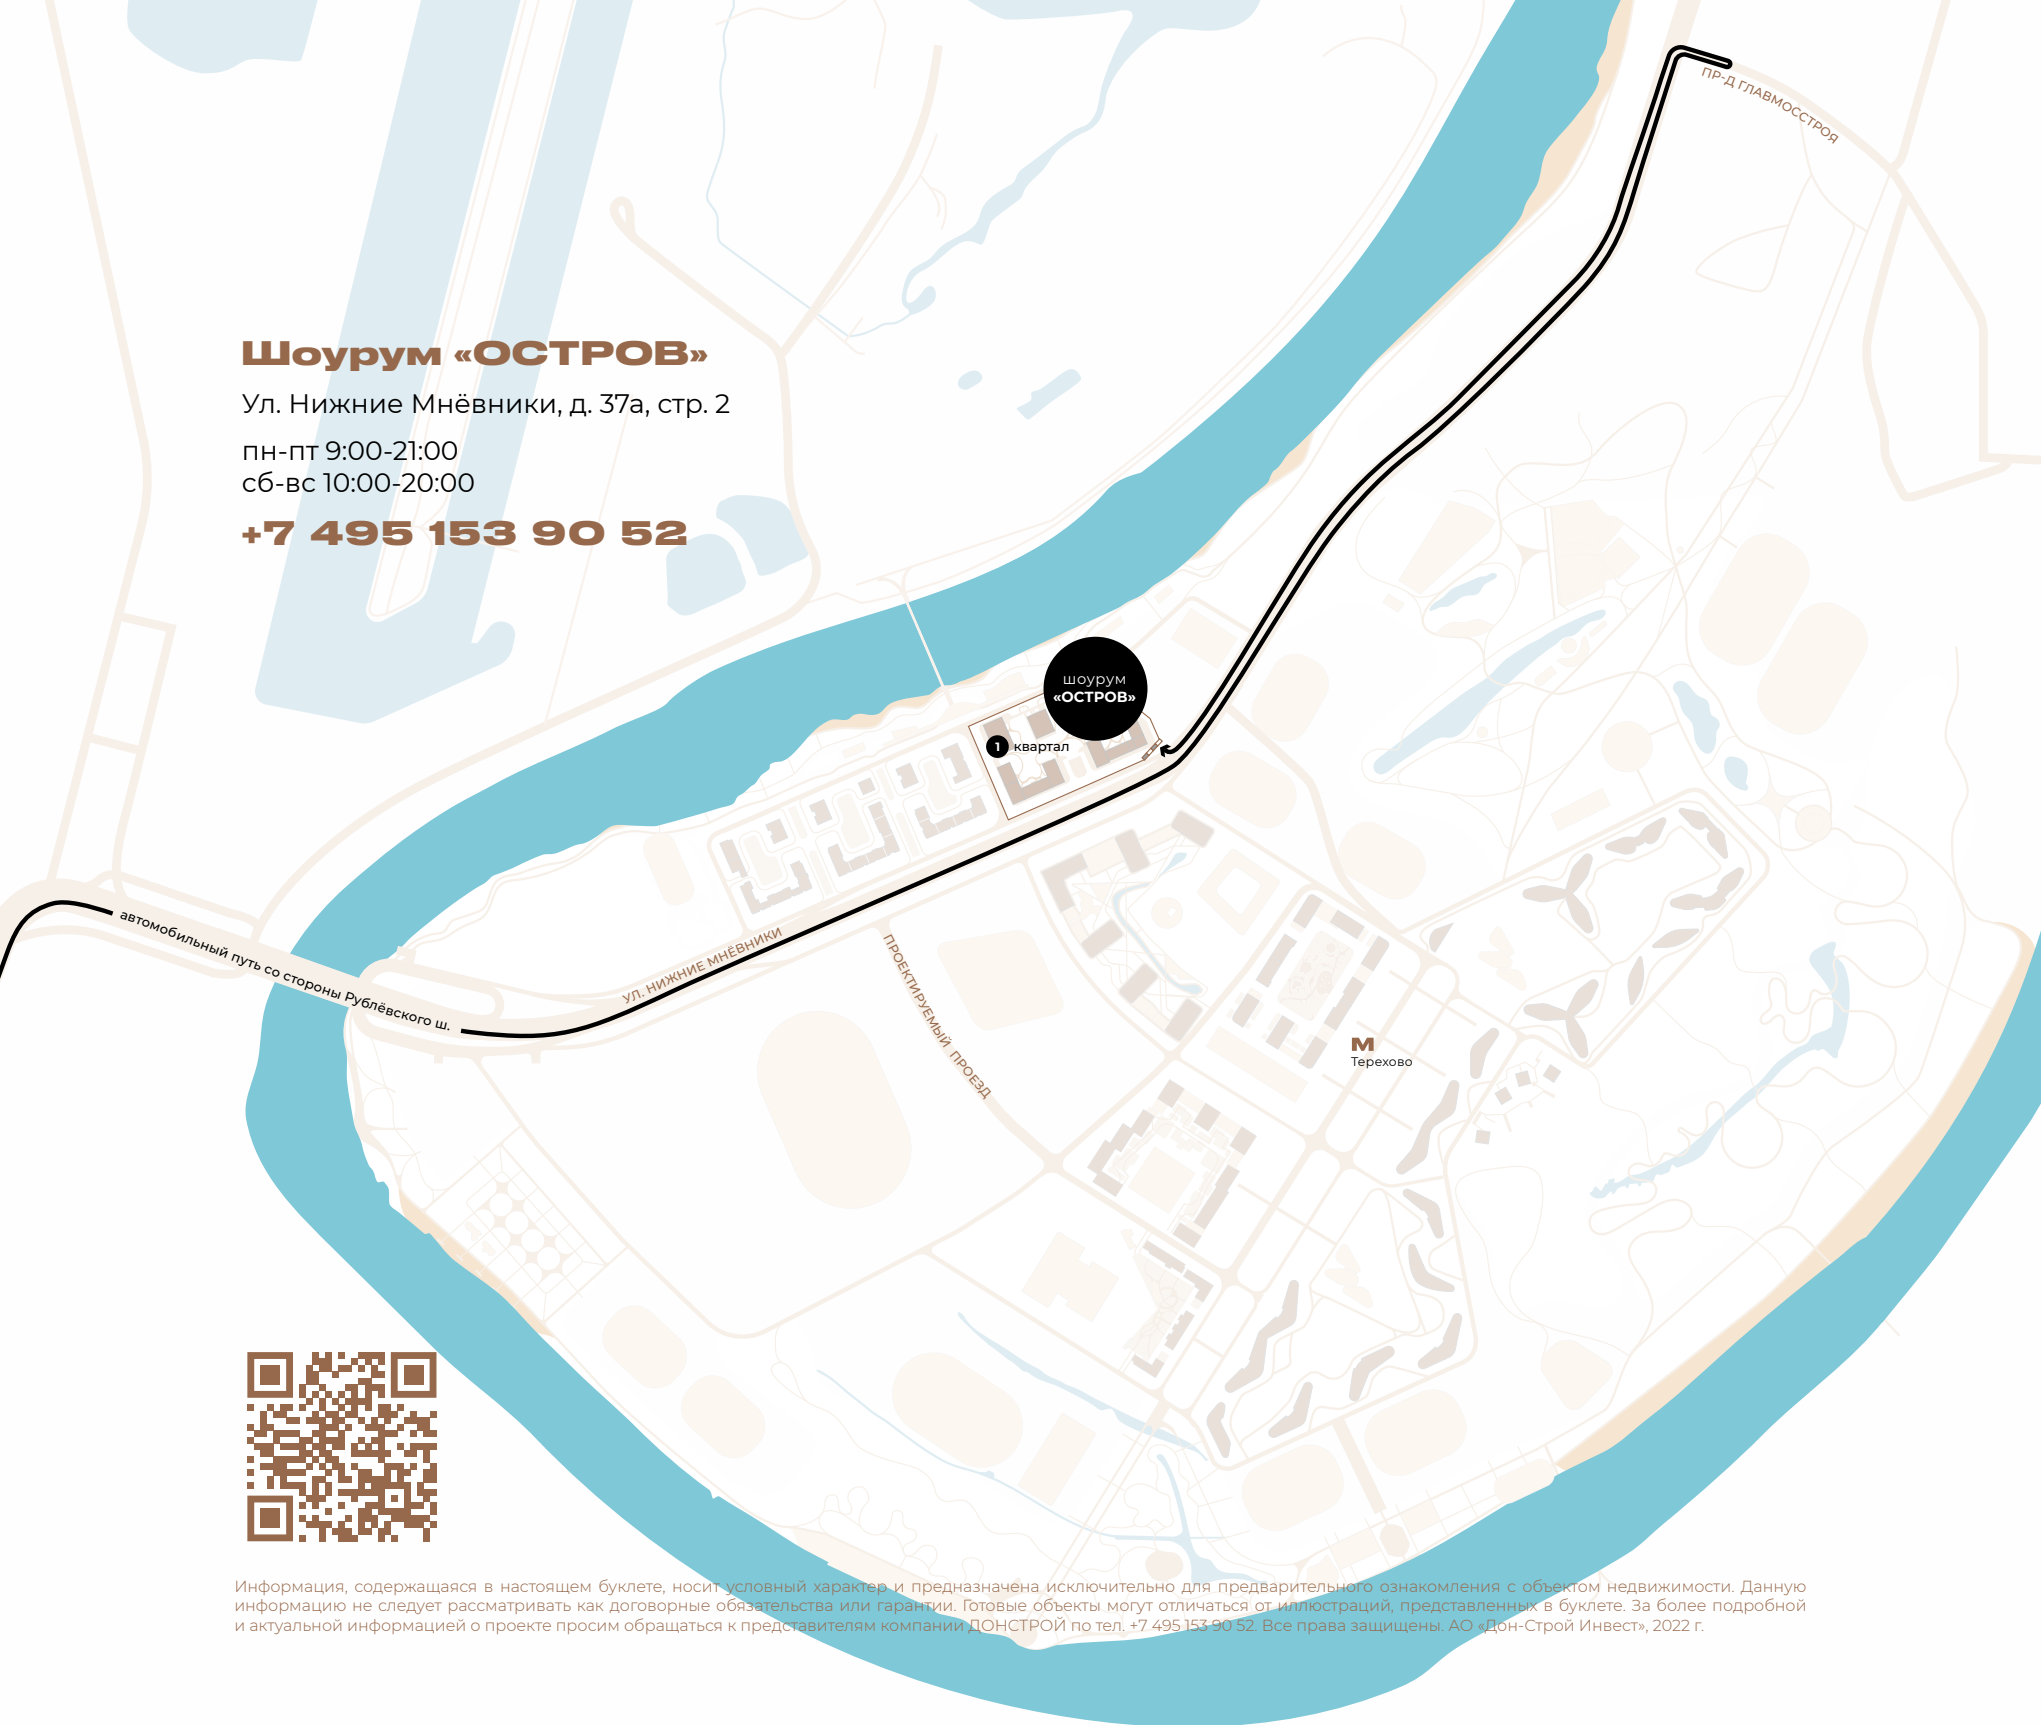 ПР-Д ГЛАВМОССТРОЯ
Шоурум «ОСТРОВ»
Ул. Нижние Мнёвники, д. 37а, стр. 2
пн-пт 9:00-21:00
сб-вс 10:00-20:00
+7 495 153 90 52
шоурум
«ОСТРОВ»
1 квартал
автомобильный путь со стороны Рублёвского ш.
УЛ. НИЖНИЕ МНЁВНИКИ
ПРОЕКТИРУЕМЫЙ ПРОЕЗД
М
Терехово
Информация, содержащаяся в настоящем буклете, носит условный характер и предназначена исключительно для предварительного ознакомления с объектом недвижимости. Данную
информацию не следует рассматривать как договорные обязательства или гарантии. Готовые объекты могут отличаться от иллюстраций, представленных в буклете. За более подробной
и актуальной информацией о проекте просим обращаться к представителям компании ДОНСТРОЙ по тел. +7 495 153 90 52. Все права защищены. АО «Дон-Строй Инвест», 2022 г.